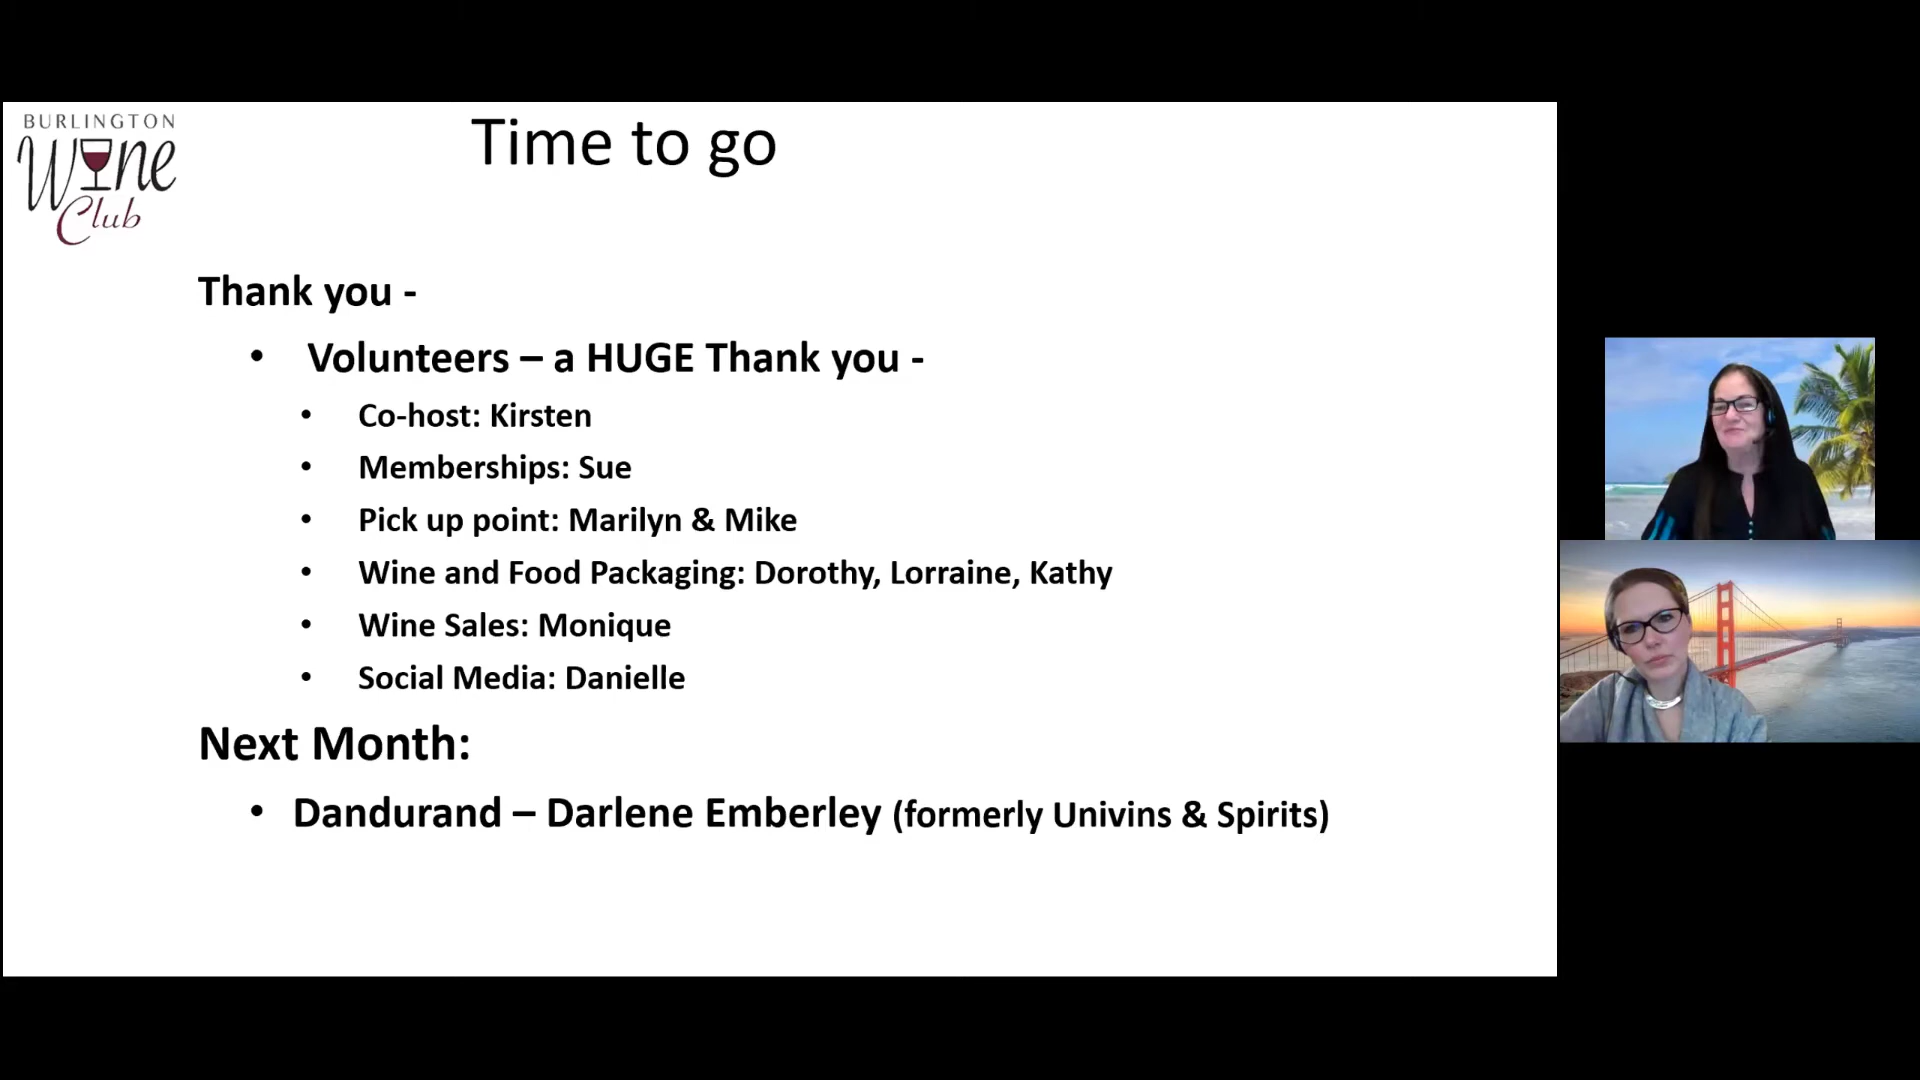 BURLINGTON
Wine
Club
Time to go
Thank you -
• Volunteers – a HUGE Thank you -
• Co-host: Kirsten
• Memberships: Sue
• Pick up point: Marilyn & Mike
• Wine and Food Packaging: Dorothy, Lorraine, Kathy
• Wine Sales: Monique
• Social Media: Danielle
Next Month:
• Dandurand – Darlene Emberley (formerly Univins & Spirits)